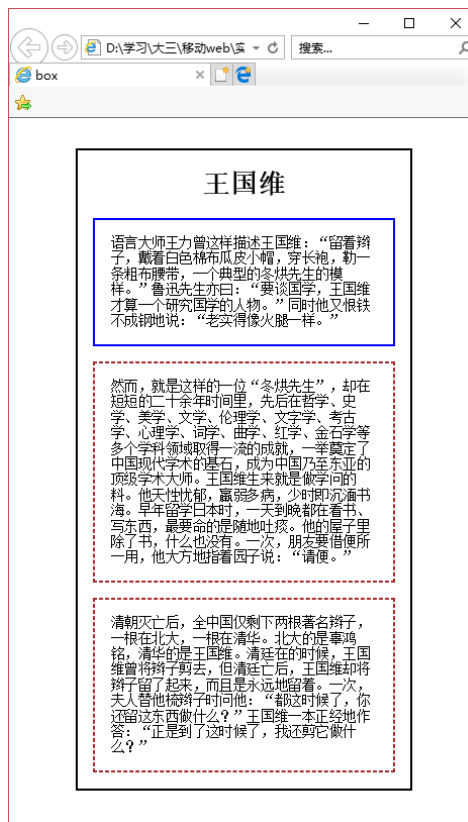 D:\学习\大三\移动web\实
搜索...
box
王国维
语言大师王力曾这样描述王国维：“留着辫
子，戴着白色棉布瓜皮小帽，穿长袍，勒一
条粗布腰带，一个典型的冬烘先生的模
样。”鲁迅先生亦曰：“要谈国学，王国维
才算一个研究国学的人物。”同时他又恨铁
不成钢地说：“老实得像火腿一样。”
然而，就是这样的一位“冬烘先生”，却在
短短的二十余年时间里，先后在哲学、史
学、美学、文学、伦理学、文字学、考古
学、心理学、词学、曲学、红学、金石学等
多个学科领域取得一流的成就，一举奠定了
中国现代学术的基石，成为中国乃至东亚的
顶级学术大师。王国维生来就是做学问的
料。他天性忧郁，羸弱多病，少时即沉湎书
海。早年留学日本时，一天到晚都在看书、
写东西，最要命的是随地吐痰。他的屋子里
除了书，什么也没有。一次，朋友要借便所
一用，他大方地指着园子说：“请便。”
清朝灭亡后，全中国仅剩下两根著名辫子，
一根在北大，一根在清华。北大的是辜鸿
铭，清华的是王国维。清廷在的时候，王国
维曾将辫子剪去，但清廷亡后，王国维却将
辫子留了起来，而且是永远地留着。一次，
夫人替他梳辫子时问他：“都这时候了，你
还留这东西做什么？”王国维一本正经地作
答：“正是到了这时候了，我还剪它做什
么？”